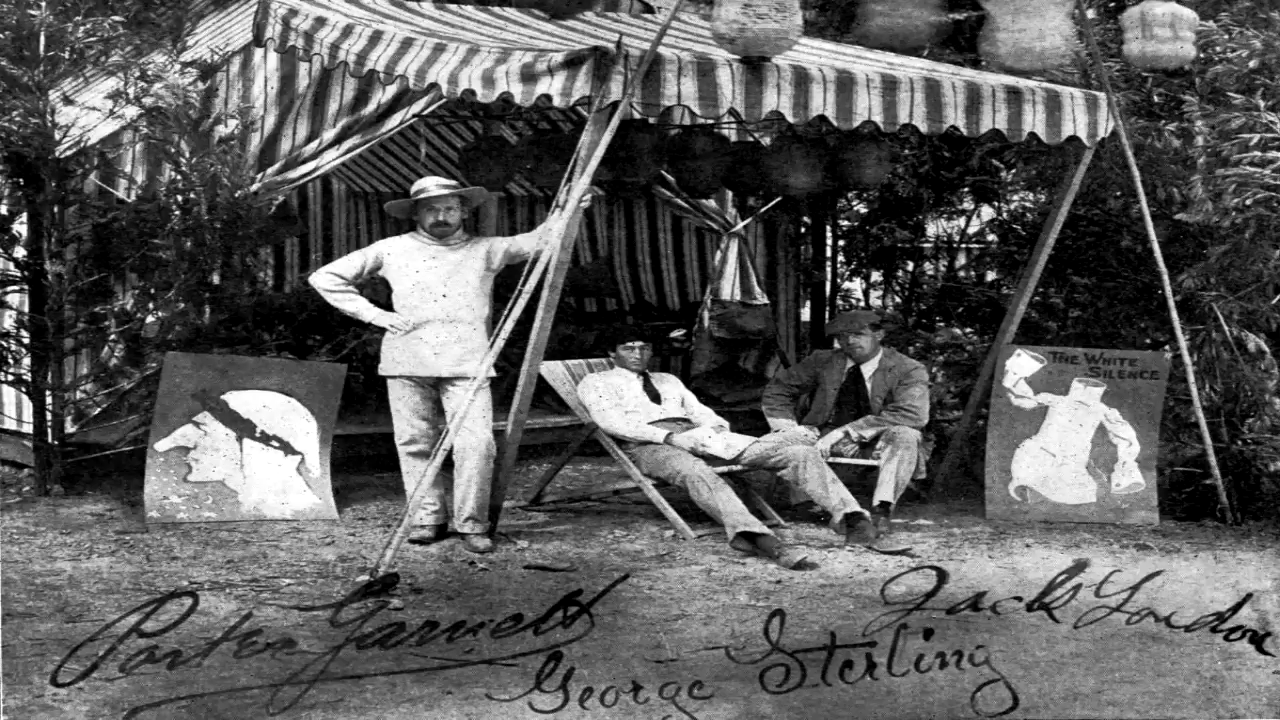 THE WHITE
SILENCE
Porter Garnett
Jack London
George Sterling